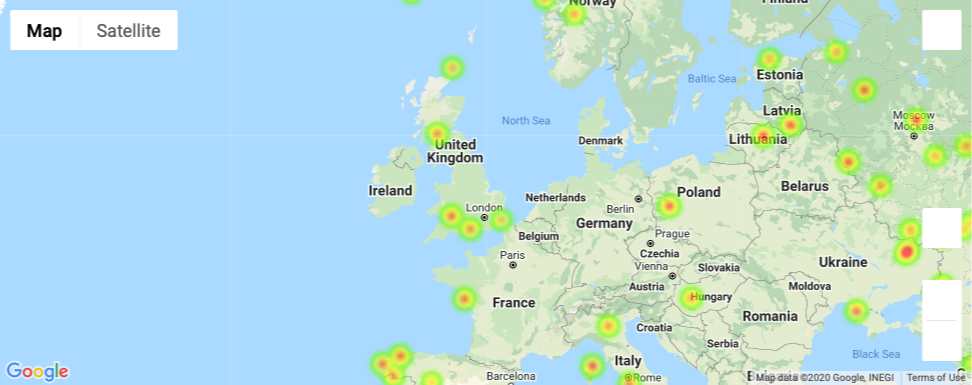 Norway
Finland
Map
Satellite
Estonia
Baltic Sea
Latvia
Moscow
Москва
North Sea
Denmark
Lithuania
United
Kingdom
Ireland
Belarus
Poland
Netherlands
Berlin
London
Germany
Belgium
Prague
Czechia
Paris
Vienna
Slovakia
Ukraine
Austria
Moldova
Hungary
France
Romania
Croatia
Serbia
Black Sea
Italy
Barcelona
Rome
Google
Map data ©2020 Google, INEGI
Terms of Use